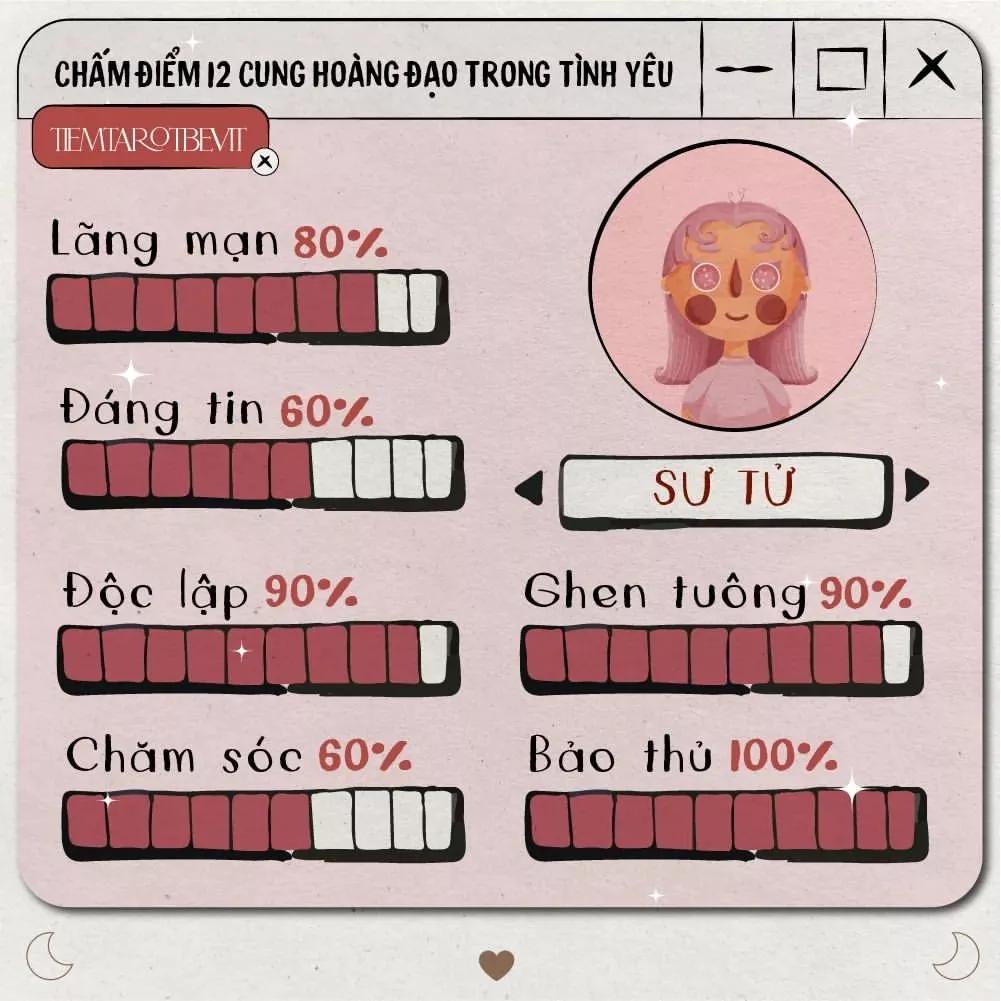 CHẤM ĐIỂM 12 CUNG HOÀNG ĐẠO TRONG TÌNH YÊU
TIEMTAROTBEVIT
Lãng mạn 80%
Đáng tin 60%
SƯ TỬ
Độc lập 90%
Ghen tuông 90%
Chăm sóc 60%
Bảo thủ 100%